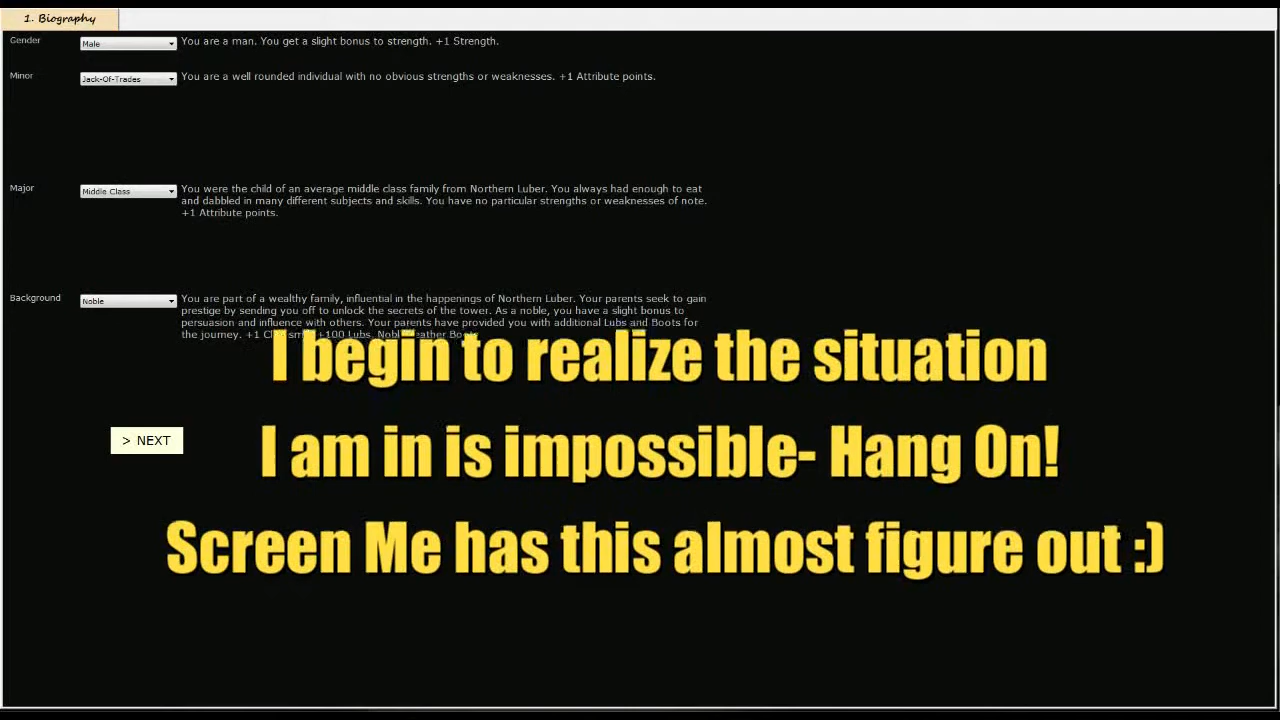 1. Biography
Gender
Male
You are a man. You get a slight bonus to strength. +1 Strength.
Minor
Jack-Of-Trades
You are a well rounded individual with no obvious strengths or weaknesses. +1 Attribute points.
Major
Middle Class
You were the child of an average middle class family from Northern Luber. You always had enough to eat
and dabbled in many different subjects and skills. You have no particular strengths or weaknesses of note.
+1 Attribute points.
Background
Noble
You are part of a wealthy family, influential in the happenings of Northern Luber. Your parents seek to gain
prestige by sending you off to unlock the secrets of the tower. As a noble, you have a slight bonus to
persuasion and influence with others. Your parents have provided you with additional Lubs and Boots for
the journey. +1 +100 Lubs,
I begin to realize the situation
> NEXT
I am in is impossible- Hang On!
Screen Me has this almost figure out :)